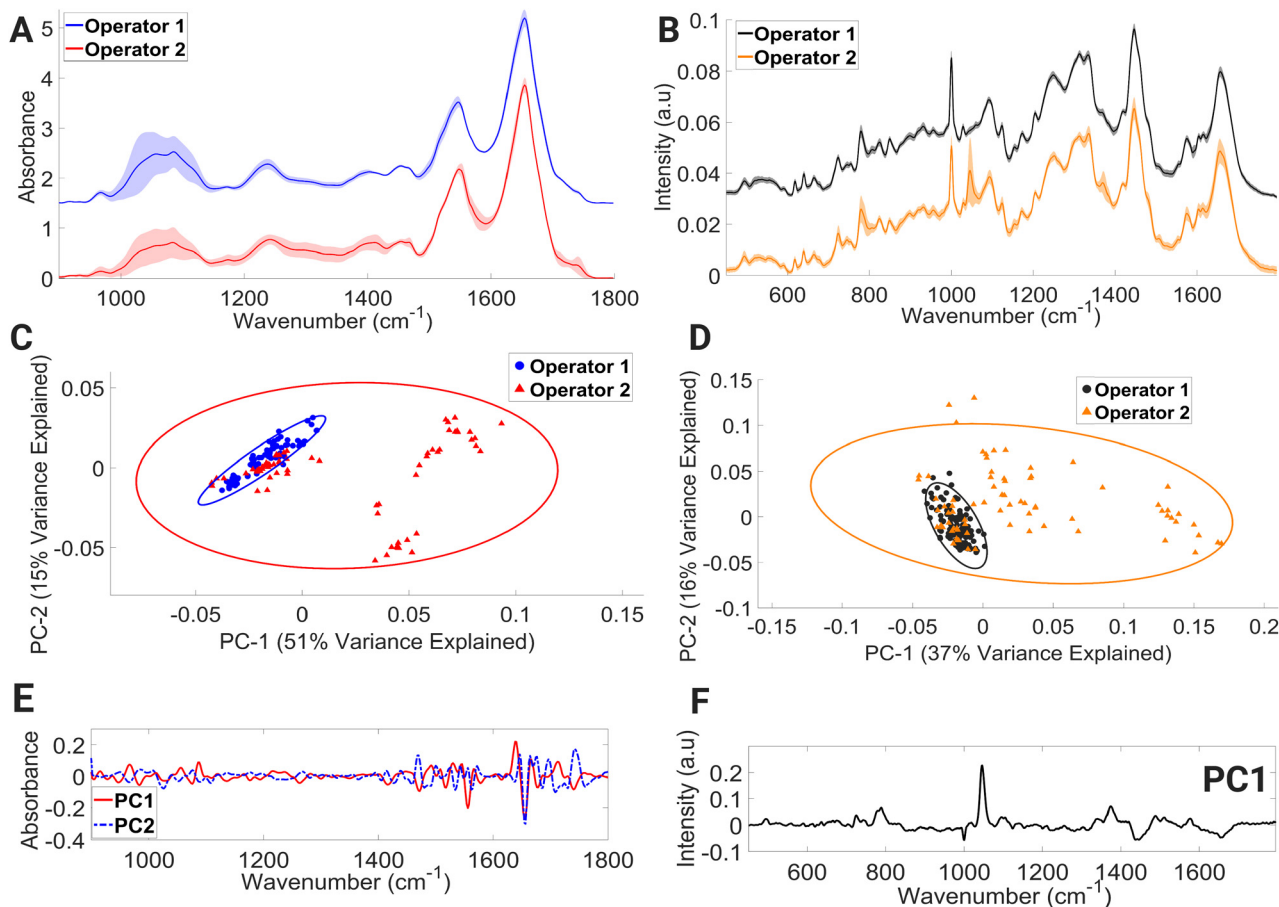 A
Operator 1
Operator 2
5
4
3
2
1
0
Absorbance
1000 1200 1400 1600 1800
Wavenumber (cm-1)
B
Operator 1
Operator 2
0.1
0.08
0.06
0.04
0.02
0
Intensity (a.u)
600 800 1000 1200 1400 1600
Wavenumber (cm-1)
C
Operator 1
Operator 2
0.05
0
-0.05
PC-2 (15% Variance Explained)
-0.05 0 0.05 0.1 0.15
PC-1 (51% Variance Explained)
D
Operator 1
Operator 2
0.15
0.1
0.05
0
-0.05
-0.1
PC-2 (16% Variance Explained)
-0.15 -0.1 -0.05 0 0.05 0.1 0.15 0.2
PC-1 (37% Variance Explained)
E
0.2
0
-0.2
-0.4
Absorbance
PC1
PC2
1000 1200 1400 1600 1800
Wavenumber (cm-1)
F
PC1
0.2
0.1
0
-0.1
Intensity (a.u)
600 800 1000 1200 1400 1600
Wavenumber (cm-1)